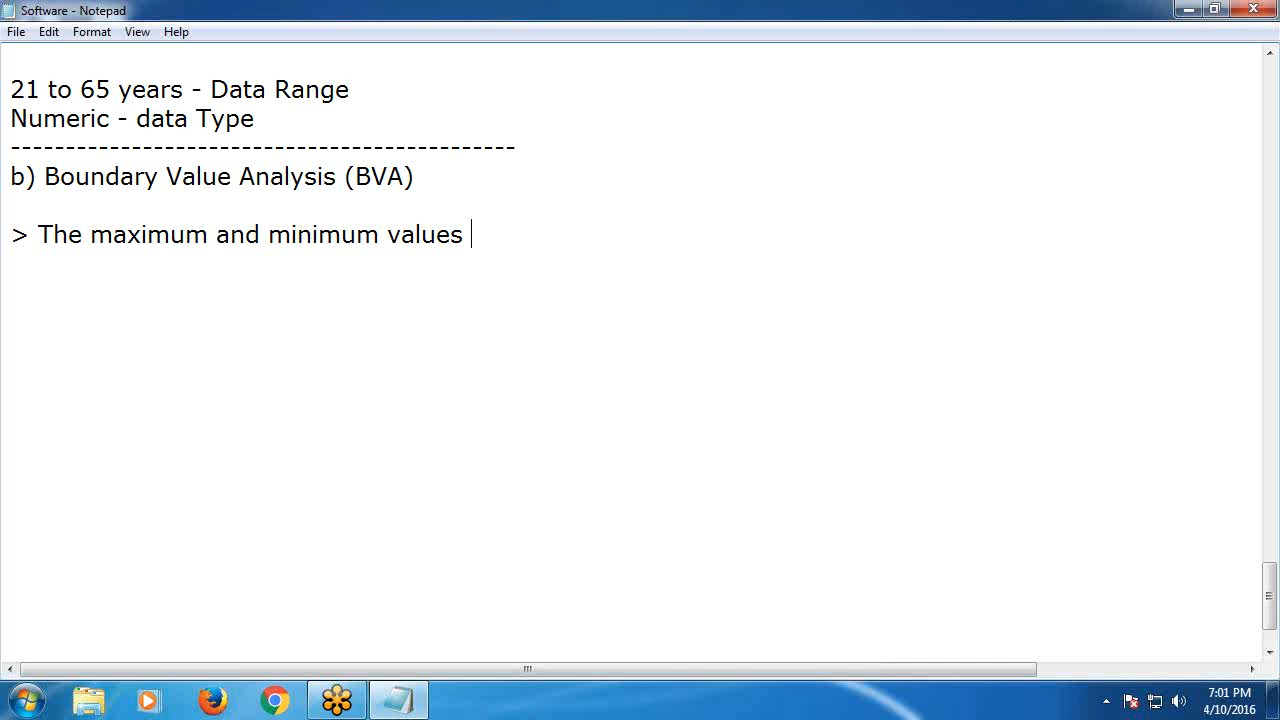 Software - Notepad
File Edit Format View Help
21 to 65 years - Data Range
Numeric - data Type
----------------------------------------------
b) Boundary Value Analysis (BVA)
> The maximum and minimum values
7:01 PM
4/10/2016